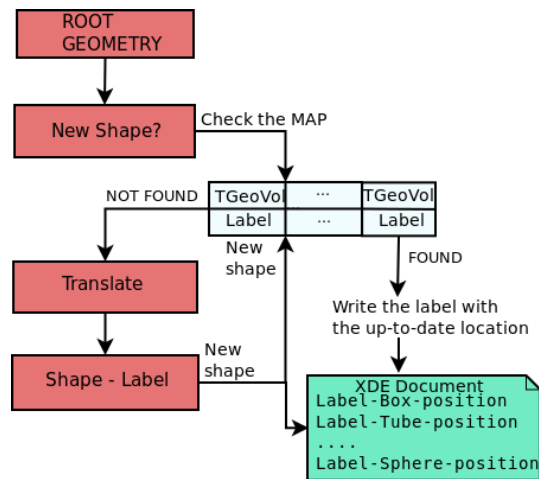 ROOT
GEOMETRY
New Shape?
Check the MAP
NOT FOUND
TGeoVol
...
TGeoVol
Label
...
Label
New
shape
FOUND
Translate
Write the label with
the up-to-date location
Shape - Label
New
shape
XDE Document
Label-Box-position
Label-Tube-position
....
Label-Sphere-position